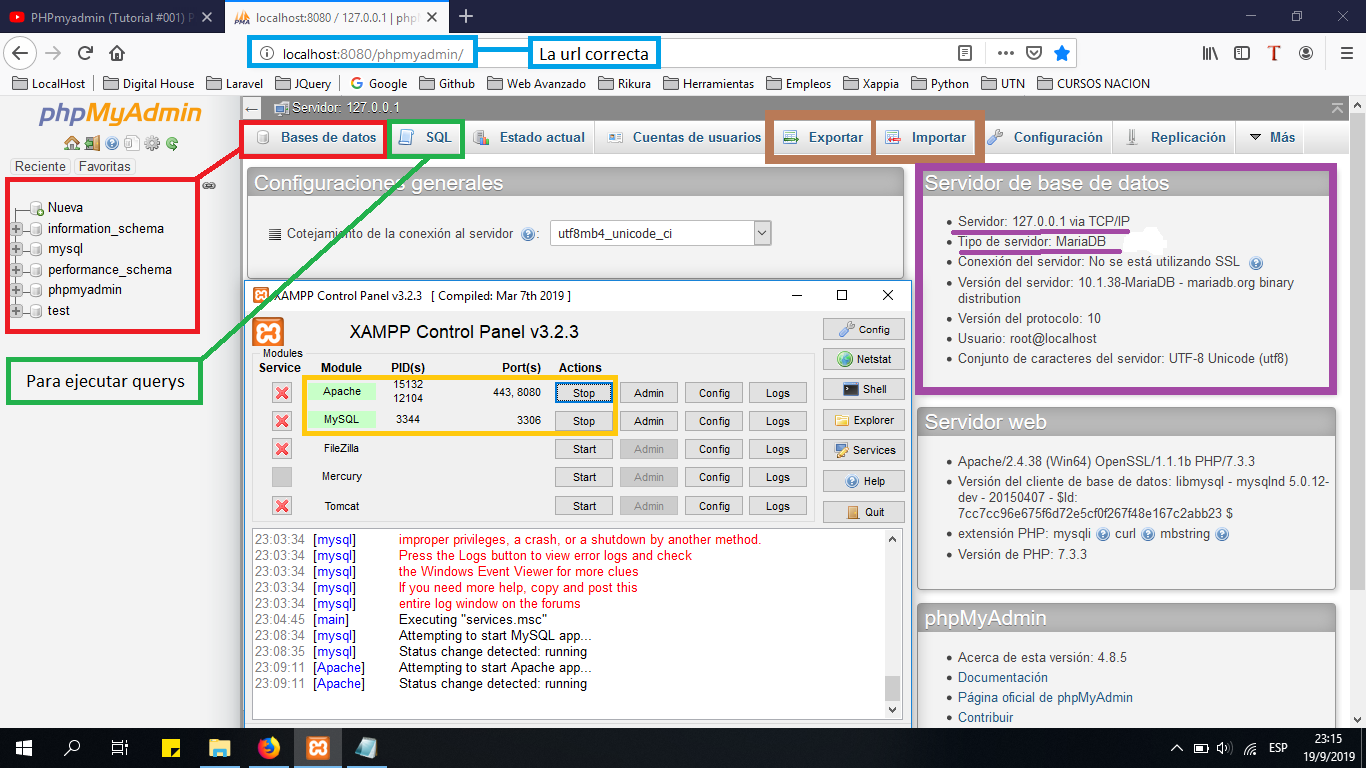 PHPmyadmin (Tutorial #001) P
localhost:8080 / 127.0.0.1 | phpl
localhost:8080/phpmyadmin/
La url correcta
LocalHost
Digital House
Laravel
JQuery
Google
Github
Web Avanzado
Rikura
Herramientas
Empleos
Xappia
Python
UTN
CURSOS NACION
phpMyAdmin
Reciente
Favoritas
Nueva
information_schema
mysql
performance_schema
phpmyadmin
test
Para ejecutar querys
Servidor: 127.0.0.1
Bases de datos
SQL
Estado actual
Cuentas de usuarios
Exportar
Importar
Configuración
Replicación
Más
Configuraciones generales
Cotejamiento de la conexión al servidor
:
utf8mb4_unicode_ci
XAMPP Control Panel v3.2.3 [ Compiled: Mar 7th 2019 ]
XAMPP Control Panel v3.2.3
Modules
Service Module PID(s) Port(s) Actions
Apache 15132 12104 443, 8080 Stop Admin Config Logs
MySQL 3344 3306 Stop Admin Config Logs
FileZilla Start Admin Config Logs
Mercury Start Admin Config Logs
Tomcat Start Admin Config Logs
Config
Netstat
Shell
Explorer
Services
Help
Quit
23:03:34 [mysql] improper privileges, a crash, or a shutdown by another method.
23:03:34 [mysql] Press the Logs button to view error logs and check
23:03:34 [mysql] the Windows Event Viewer for more clues
23:03:34 [mysql] If you need more help, copy and post this
23:03:34 [mysql] entire log window on the forums
23:04:45 [main] Executing "services.msc"
23:08:34 [mysql] Attempting to start MySQL app...
23:08:35 [mysql] Status change detected: running
23:09:11 [Apache] Attempting to start Apache app...
23:09:11 [Apache] Status change detected: running
Servidor de base de datos
Servidor: 127.0.0.1 via TCP/IP
Tipo de servidor: MariaDB
Conexión del servidor: No se está utilizando SSL
Versión del servidor: 10.1.38-MariaDB - mariadb.org binary
distribution
Versión del protocolo: 10
Usuario: root@localhost
Conjunto de caracteres del servidor: UTF-8 Unicode (utf8)
Servidor web
Apache/2.4.38 (Win64) OpenSSL/1.1.1b PHP/7.3.3
Versión del cliente de base de datos: libmysql - mysqlnd 5.0.12-
dev - 20150407 - $Id:
7cc7cc96e675f6d72e5cf0f267f48e167c2abb23 $
extensión PHP: mysqli curl mbstring
Versión de PHP: 7.3.3
phpMyAdmin
Acerca de esta versión: 4.8.5
Documentación
Página oficial de phpMyAdmin
Contribuir
ESP
23:15
19/9/2019